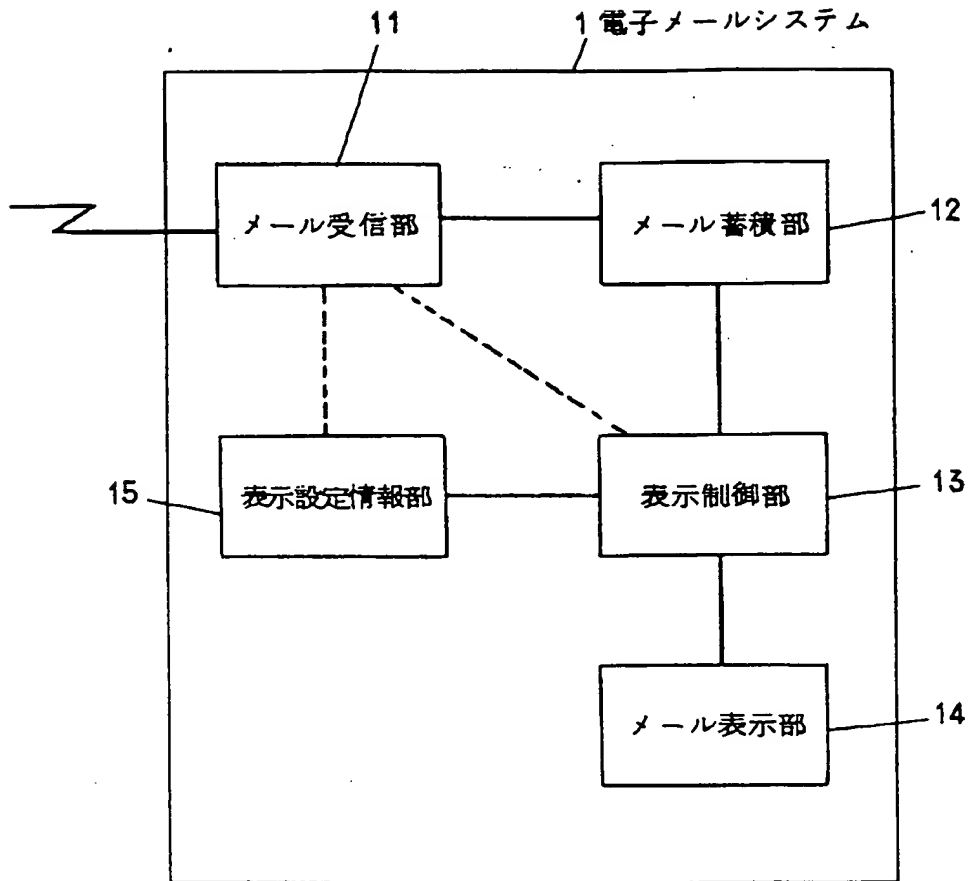 11
1 電子メールシステム
メール受信部
メール蓄積部
12
15
表示設定情報部
表示制御部
13
メール表示部
14